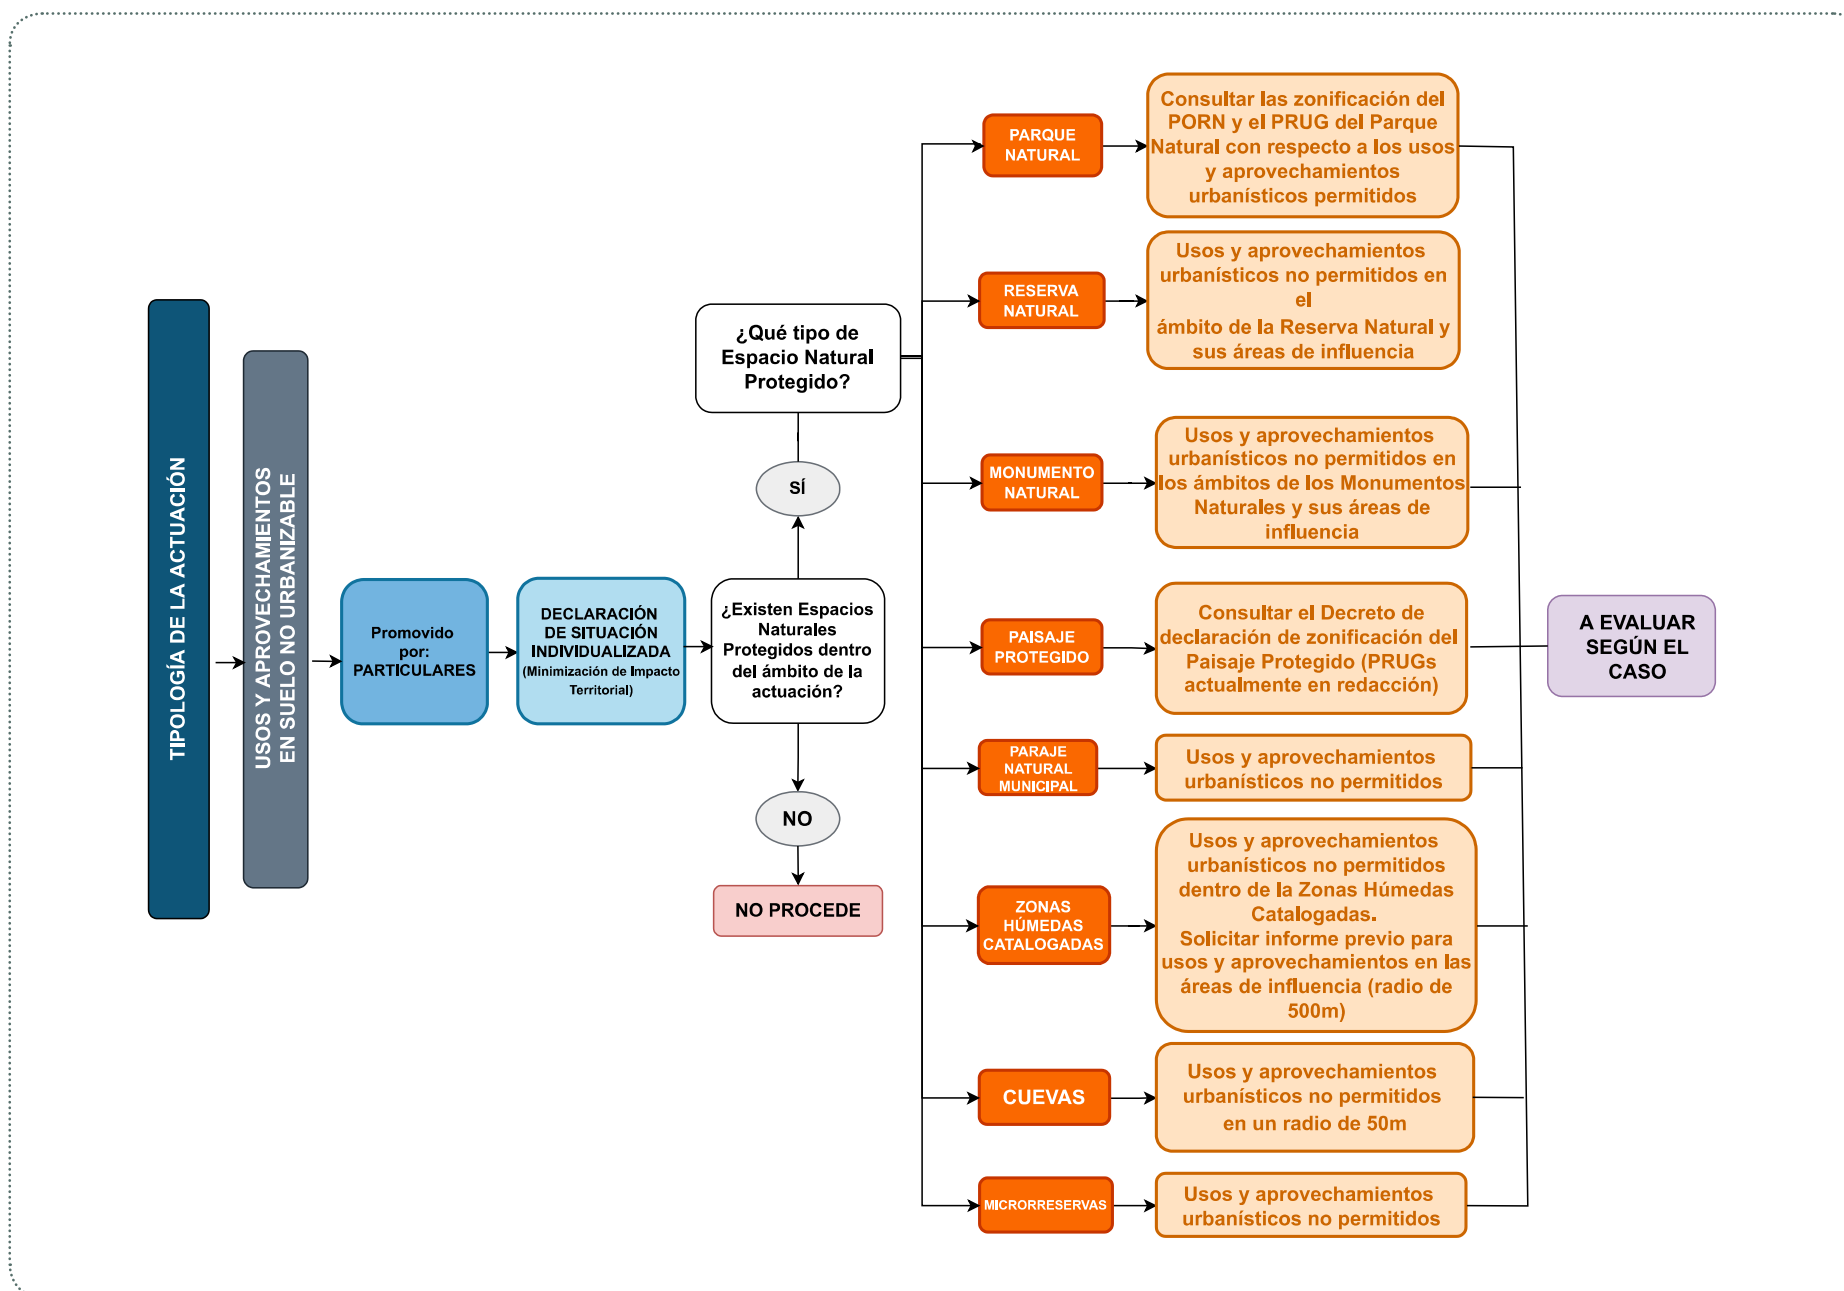 TIPOLOGÍA DE LA ACTUACIÓN
USOS Y APROVECHAMIENTOS
EN SUELO NO URBANIZABLE
Promovido
por:
PARTICULARES
DECLARACIÓN
DE SITUACIÓN
INDIVIDUALIZADA
(Minimización de Impacto
Territorial)
¿Existen Espacios
Naturales
Protegidos dentro
del ámbito de la
actuación?
SÍ
¿Qué tipo de
Espacio Natural
Protegido?
NO
NO PROCEDE
PARQUE
NATURAL
Consultar las zonificación del
PORN y el PRUG del Parque
Natural con respecto a los usos
y aprovechamientos
urbanísticos permitidos
RESERVA
NATURAL
Usos y aprovechamientos
urbanísticos no permitidos en
el
ámbito de la Reserva Natural y
sus áreas de influencia
MONUMENTO
NATURAL
Usos y aprovechamientos
urbanísticos no permitidos en
los ámbitos de los Monumentos
Naturales y sus áreas de
influencia
PAISAJE
PROTEGIDO
Consultar el Decreto de
declaración de zonificación del
Paisaje Protegido (PRUGs
actualmente en redacción)
PARAJE
NATURAL
MUNICIPAL
Usos y aprovechamientos
urbanísticos no permitidos
ZONAS
HÚMEDAS
CATALOGADAS
Usos y aprovechamientos
urbanísticos no permitidos
dentro de la Zonas Húmedas
Catalogadas.
Solicitar informe previo para
usos y aprovechamientos en las
áreas de influencia (radio de
500m)
CUEVAS
Usos y aprovechamientos
urbanísticos no permitidos
en un radio de 50m
MICRORRESERVAS
Usos y aprovechamientos
urbanísticos no permitidos
A EVALUAR
SEGÚN EL
CASO